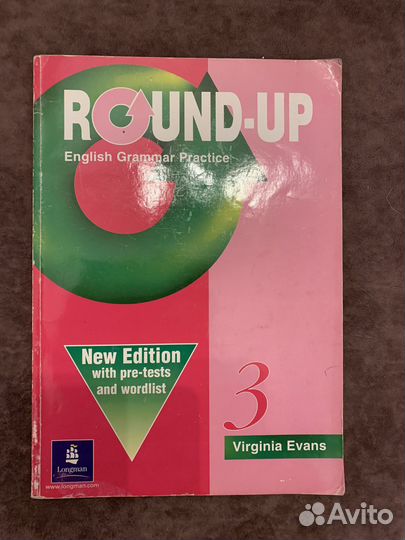 ROUND-UP
English Grammar Practice
New Edition
with pre-tests
and wordlist
3
Virginia Evans
Longman
www.longman.com
Avito